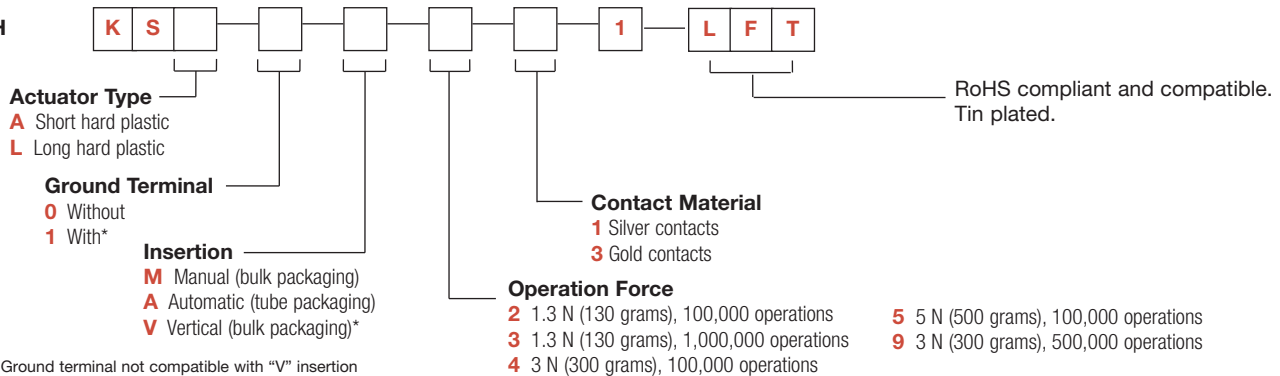 H
K S 1 L F T
RoHS compliant and compatible.
Tin plated.
Actuator Type
A Short hard plastic
L Long hard plastic
Ground Terminal
0 Without
1 With*
Insertion
M Manual (bulk packaging)
A Automatic (tube packaging)
V Vertical (bulk packaging)*
Ground terminal not compatible with “V” insertion
Contact Material
1 Silver contacts
3 Gold contacts
Operation Force
2 1.3 N (130 grams), 100,000 operations
3 1.3 N (130 grams), 1,000,000 operations
4 3 N (300 grams), 100,000 operations
5 5 N (500 grams), 100,000 operations
9 3 N (300 grams), 500,000 operations